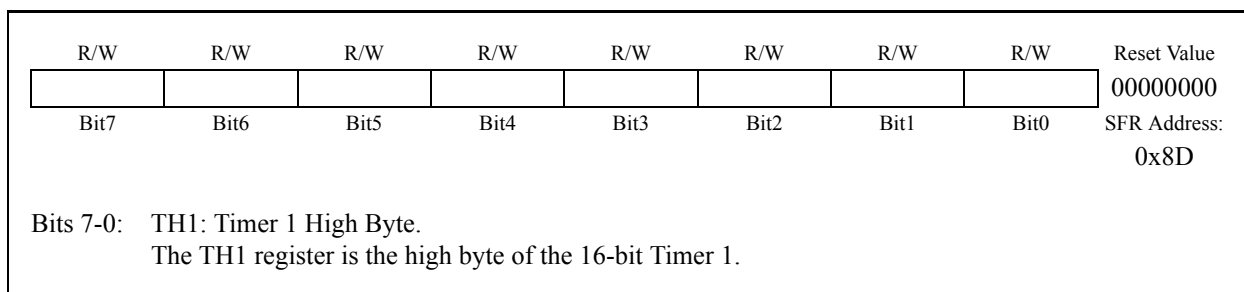 R/W R/W R/W R/W R/W R/W R/W R/W Reset Value
00000000
Bit7 Bit6 Bit5 Bit4 Bit3 Bit2 Bit1 Bit0 SFR Address:
0x8D
Bits 7-0: TH1: Timer 1 High Byte.
The TH1 register is the high byte of the 16-bit Timer 1.